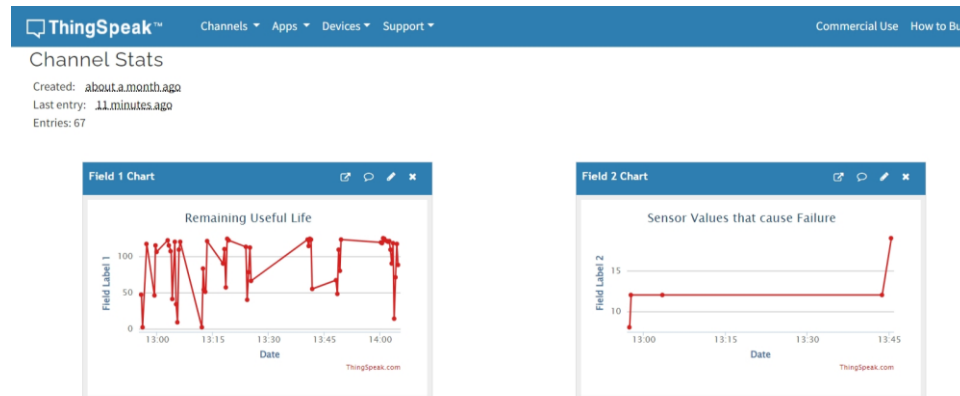 ThingSpeak™ Channels Apps Devices Support Commercial Use How to Bu
Channel Stats
Created: about a month ago
Last entry: 11 minutes ago
Entries: 67
Field 1 Chart
Remaining Useful Life
Field Label 1
100
50
0
13:00 13:15 13:30 13:45 14:00
Date
ThingSpeak.com
Field 2 Chart
Sensor Values that cause Failure
Field Label 2
15
10
13:00 13:15 13:30 13:45
Date
ThingSpeak.com